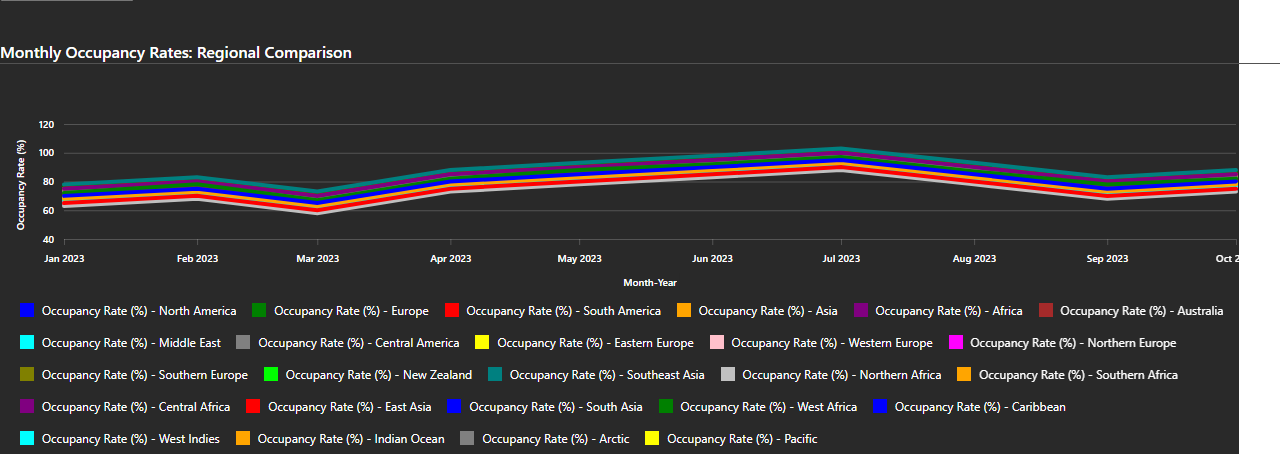 Monthly Occupancy Rates: Regional Comparison
120
100
80
60
40
Occupancy Rate (%)
Jan 2023 Feb 2023 Mar 2023 Apr 2023 May 2023 Jun 2023 Jul 2023 Aug 2023 Sep 2023 Oct 2
Month-Year
Occupancy Rate (%) - North America Occupancy Rate (%) - Europe Occupancy Rate (%) - South America Occupancy Rate (%) - Asia Occupancy Rate (%) - Africa Occupancy Rate (%) - Australia
Occupancy Rate (%) - Middle East Occupancy Rate (%) - Central America Occupancy Rate (%) - Eastern Europe Occupancy Rate (%) - Western Europe Occupancy Rate (%) - Northern Europe
Occupancy Rate (%) - Southern Europe Occupancy Rate (%) - New Zealand Occupancy Rate (%) - Southeast Asia Occupancy Rate (%) - Northern Africa Occupancy Rate (%) - Southern Africa
Occupancy Rate (%) - Central Africa Occupancy Rate (%) - East Asia Occupancy Rate (%) - South Asia Occupancy Rate (%) - West Africa Occupancy Rate (%) - Caribbean
Occupancy Rate (%) - West Indies Occupancy Rate (%) - Indian Ocean Occupancy Rate (%) - Arctic Occupancy Rate (%) - Pacific